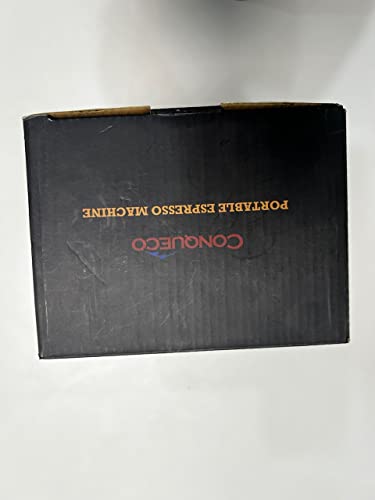 CONQUECO
PORTABLE ESPRESSO MACHINE